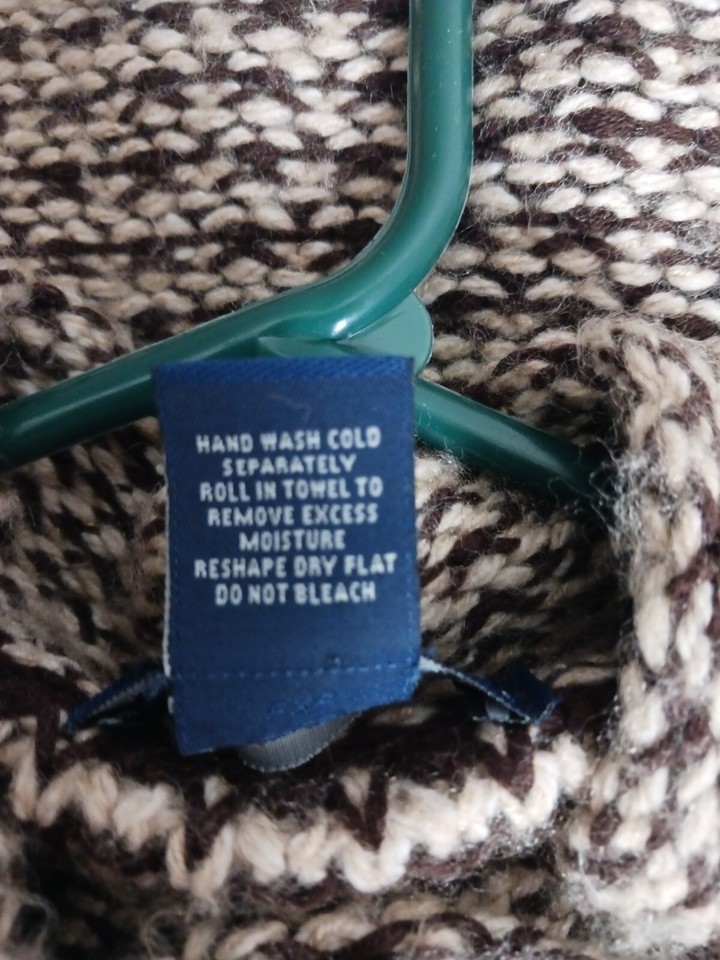 HAND WASH COLD
SEPARATELY
ROLL IN TOWEL TO
REMOVE EXCESS
MOISTURE
RESHAPE DRY FLAT
DO NOT BLEACH